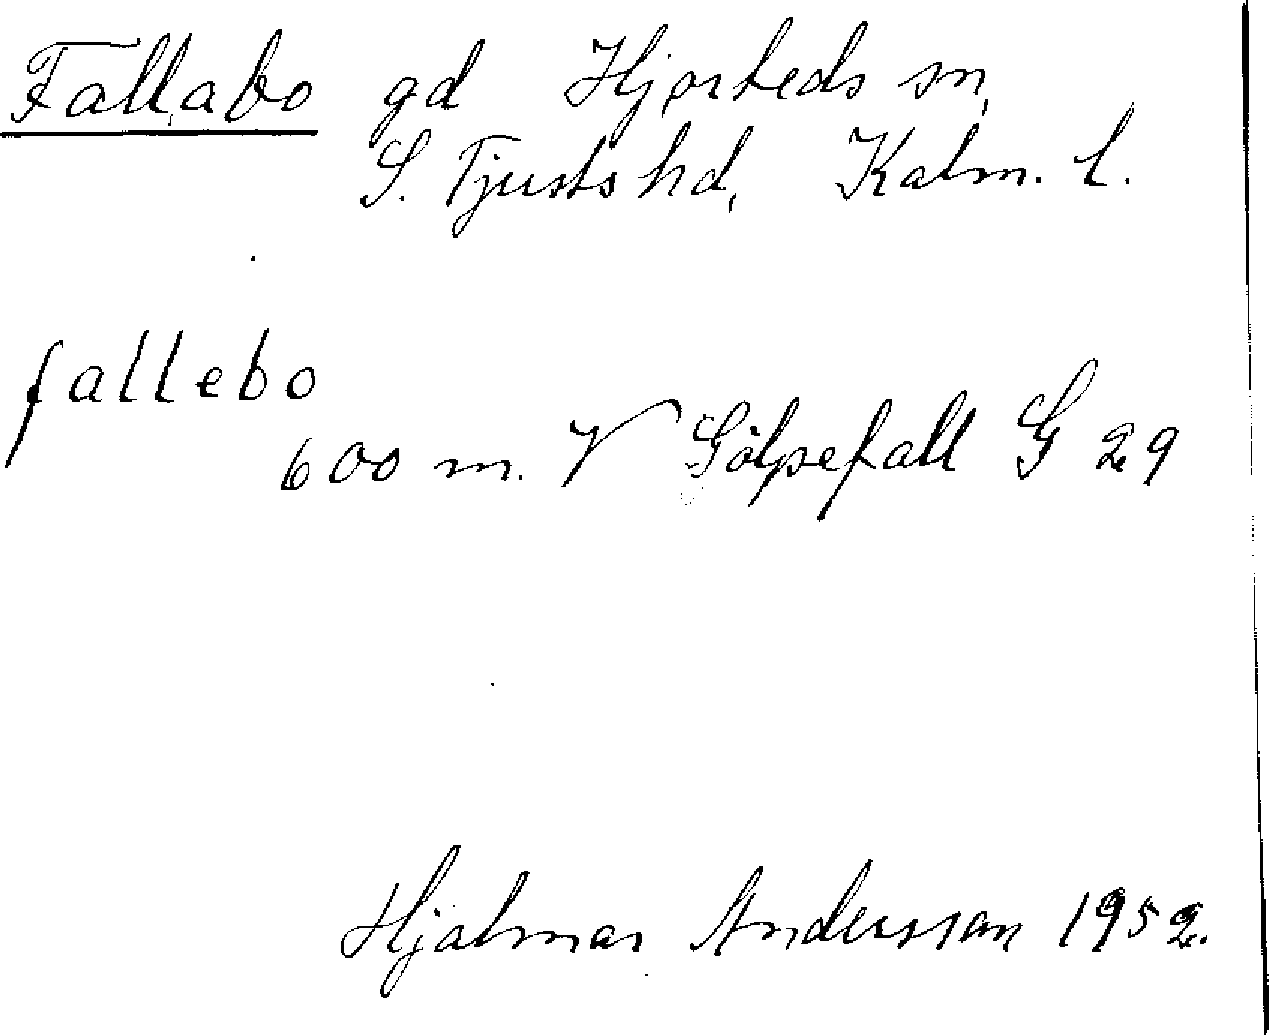 Fallabo gd Hjorteds sn,
S. Tjusts hd, Kalm. l.
fallebo
600 m. V Gölpefall G 29
Hjalmar Andersson 1952.